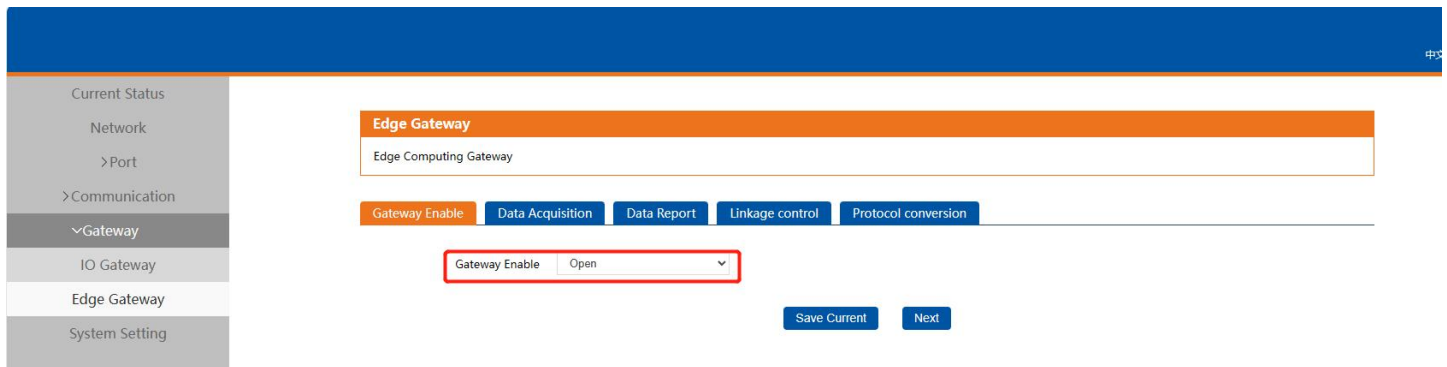 中文
Current Status
Network
>Port
>Communication
Gateway
IO Gateway
Edge Gateway
System Setting
Edge Gateway
Edge Computing Gateway
Gateway Enable Data Acquisition Data Report Linkage control Protocol conversion
Gateway Enable Open
Save Current Next